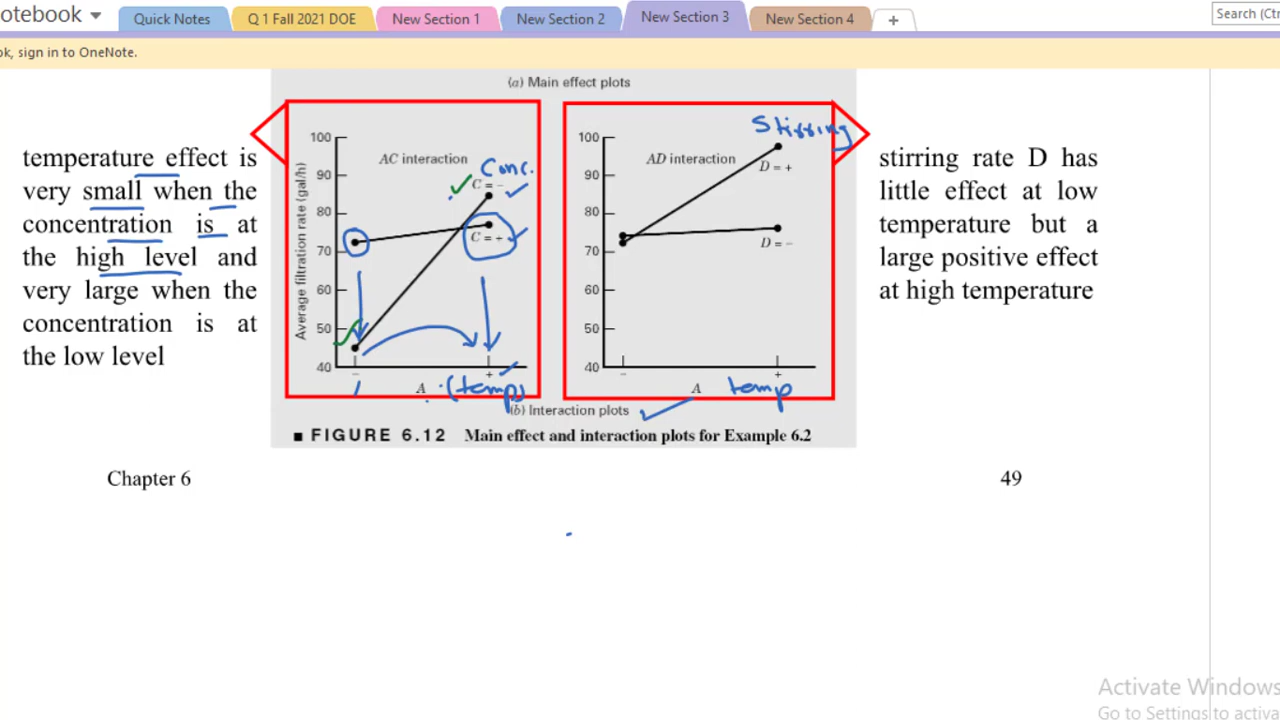 otebook
Quick Notes
Q 1 Fall 2021 DOE
New Section 1
New Section 2
New Section 3
New Section 4
+
Search (Ct
ok, sign in to OneNote.
(a) Main effect plots
temperature effect is
very small when the
concentration is at
the high level and
very large when the
concentration is at
the low level
Average filtration rate (gal/h)
100
90
80
70
60
50
40
AC interaction
Conc.
C = −
C = +
−
+
A (temp)
100
90
80
70
60
50
40
Stirring
AD interaction
D = +
D = −
−
+
A temp
(b) Interaction plots
stirring rate D has
little effect at low
temperature but a
large positive effect
at high temperature
■ FIGURE 6.12 Main effect and interaction plots for Example 6.2
Chapter 6
49
Activate Windows
Go to Settings to activa